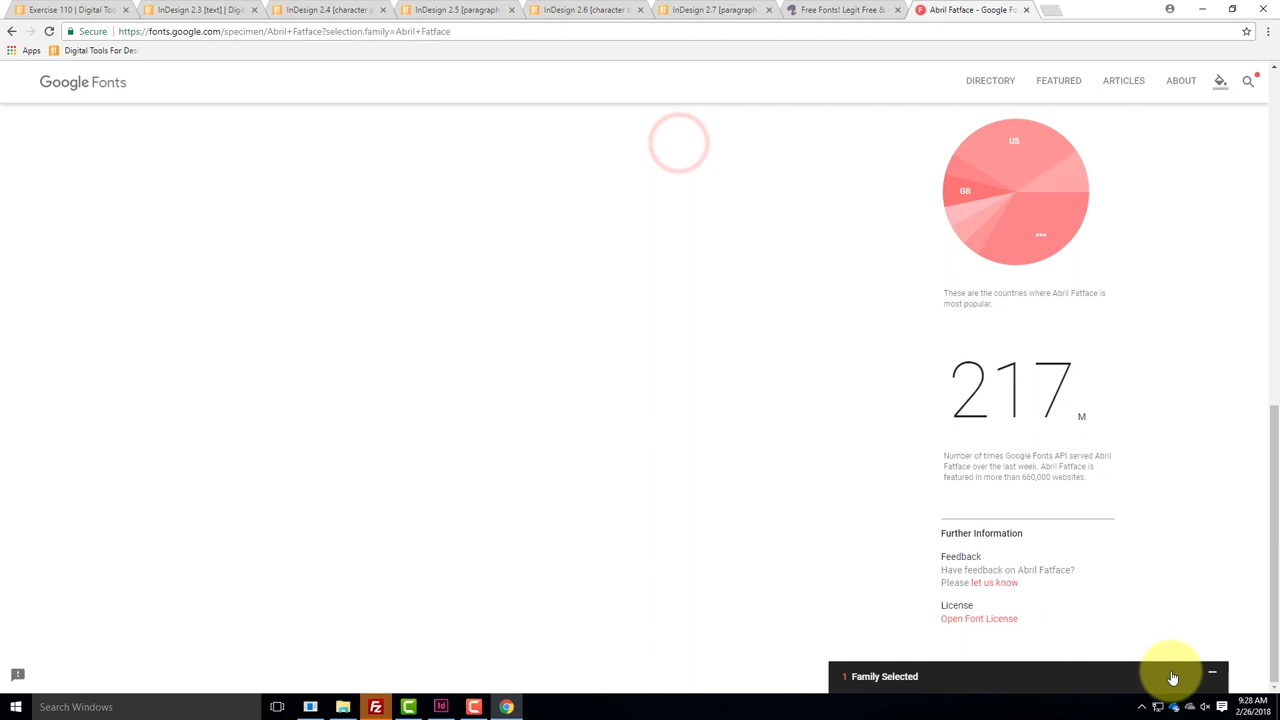 Exercise 110 | Digital Tools F
InDesign 2.3 [text] | Digital
InDesign 2.4 [character p
InDesign 2.5 [paragraph
InDesign 2.6 [character s
InDesign 2.7 [paragraph
Free Fonts! Legit Free &
Abril Fatface - Google Fo
Secure
https://fonts.google.com/specimen/Abril+Fatface?selection.family=Abril+Fatface
Apps
Digital Tools For Des
Google Fonts
DIRECTORY
FEATURED
ARTICLES
ABOUT
US
GB
•••
These are the countries where Abril Fatface is
most popular.
217
M
Number of times Google Fonts API served Abril
Fatface over the last week. Abril Fatface is
featured in more than 660,000 websites.
Further Information
Feedback
Have feedback on Abril Fatface?
Please let us know.
License
Open Font License
1 Family Selected
Search Windows
9:28 AM
2/26/2018